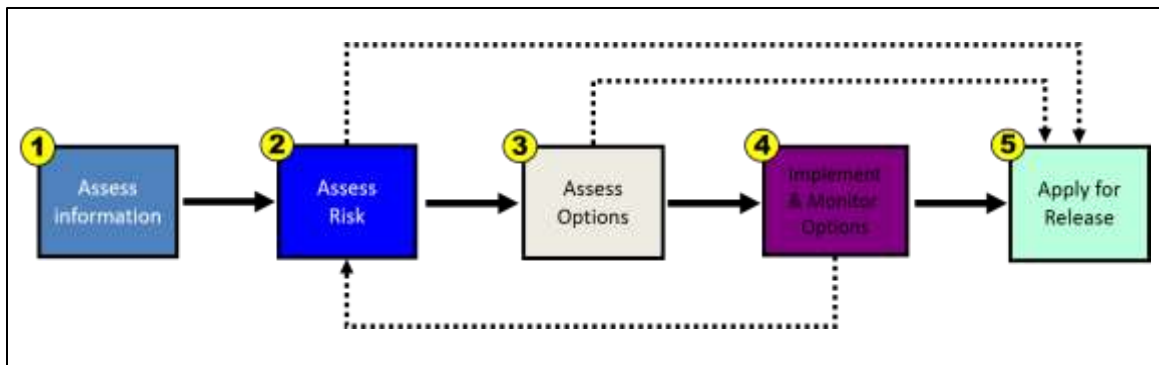 1
Assess
information
2
Assess
Risk
3
Assess
Options
4
Implement
& Monitor
Options
5
Apply for
Release